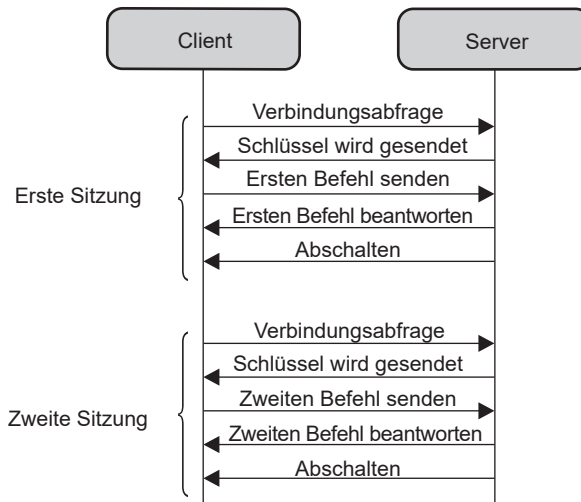 Client
Server
Verbindungsabfrage
Schlüssel wird gesendet
Ersten Befehl senden
Erste Sitzung
Ersten Befehl beantworten
Abschalten
Verbindungsabfrage
Schlüssel wird gesendet
Zweiten Befehl senden
Zweite Sitzung
Zweiten Befehl beantworten
Abschalten